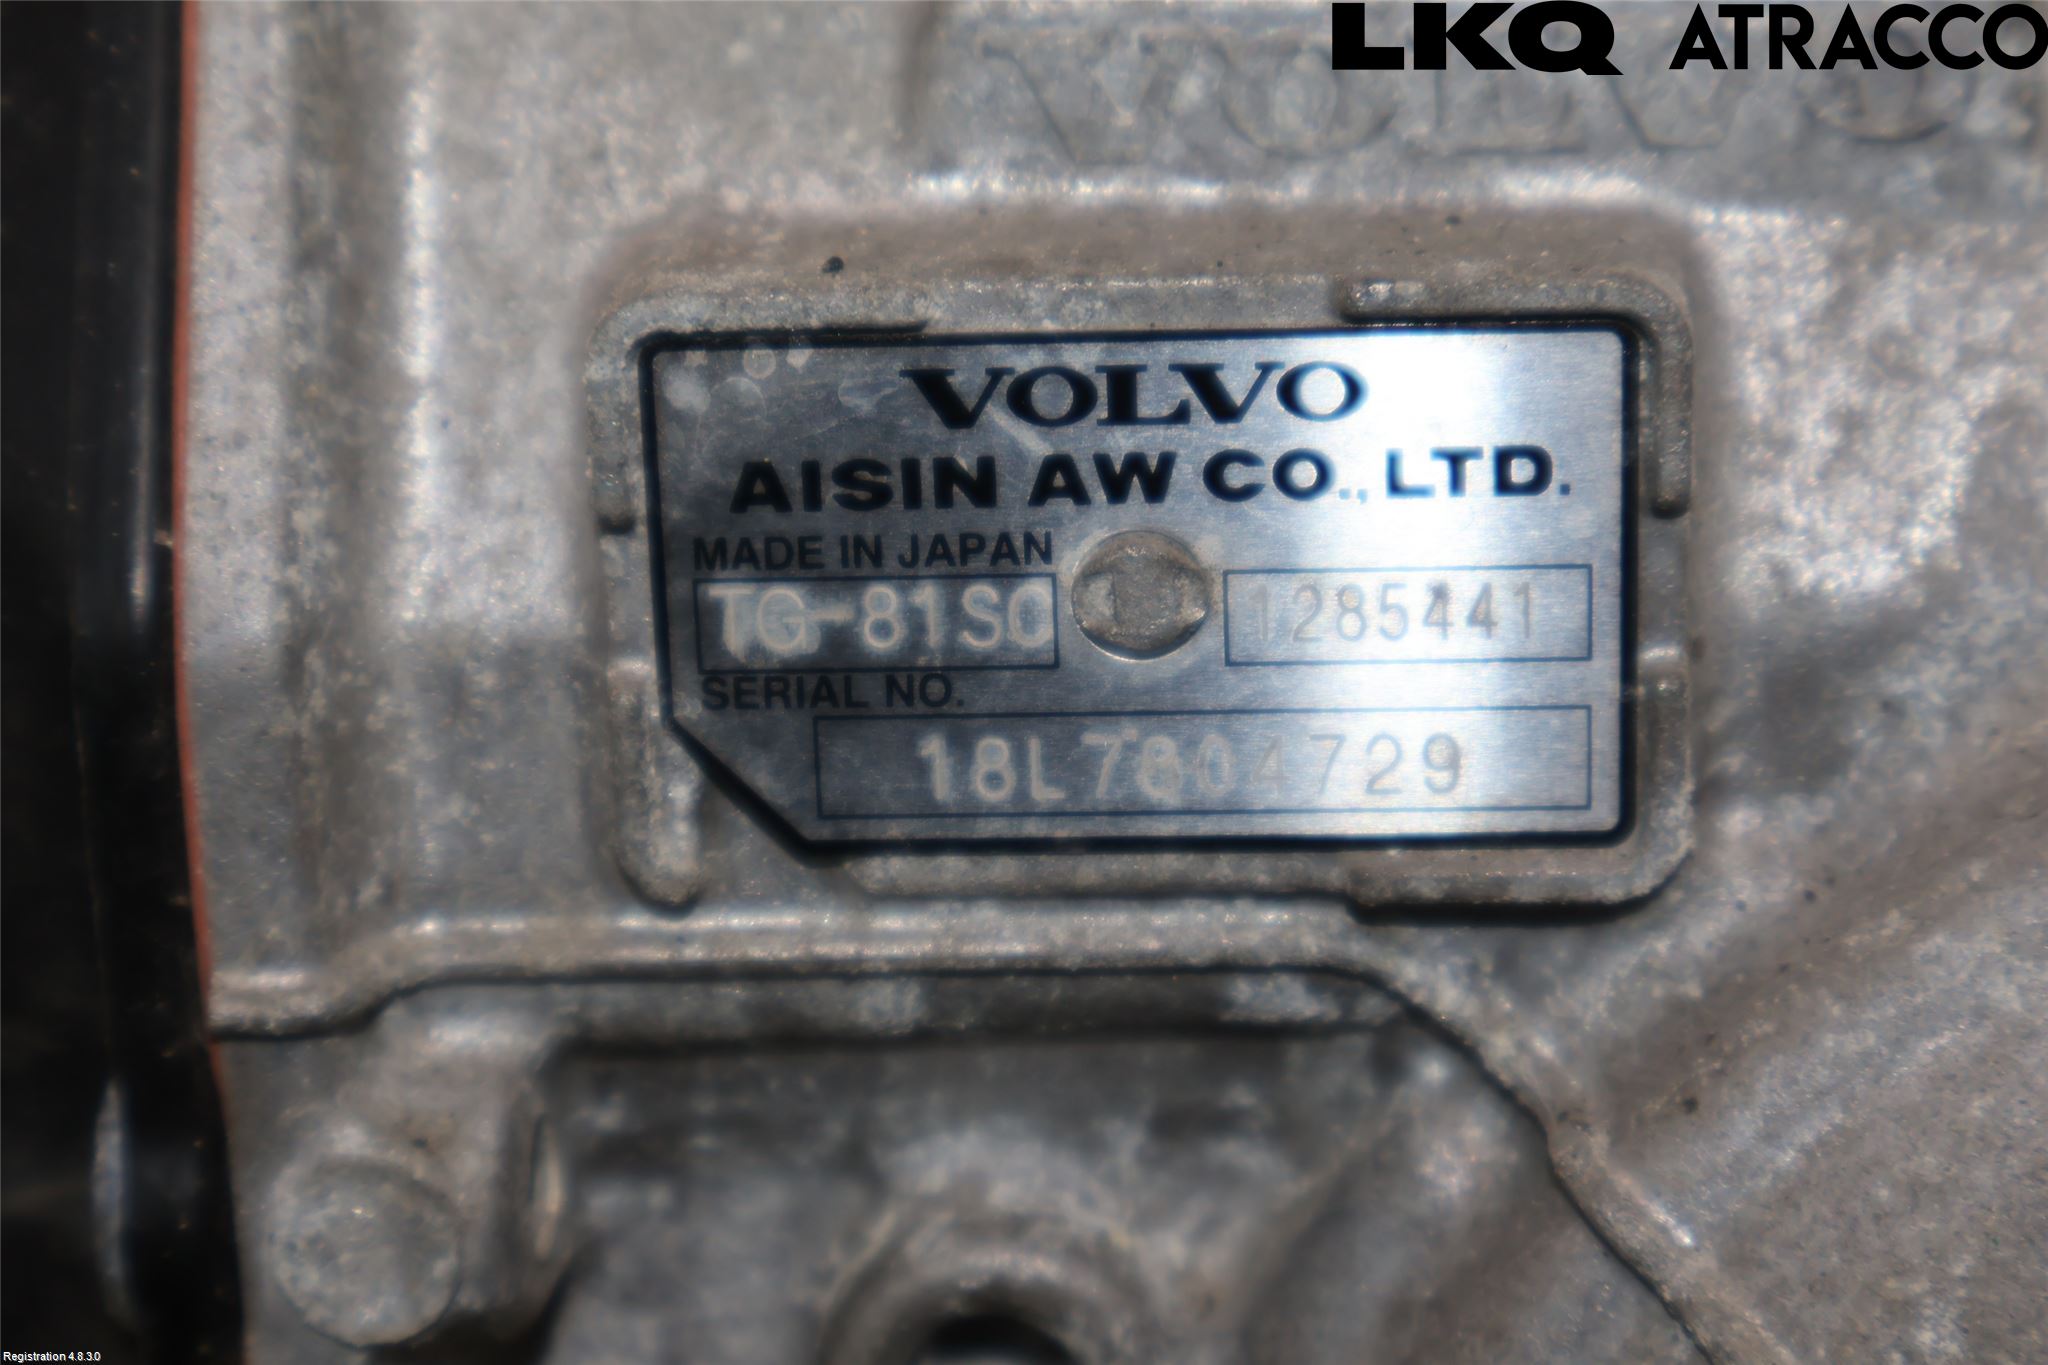 LKQ ATRACCO
VOLVO
VOLVO
AISIN AW CO., LTD.
MADE IN JAPAN
TG-81SC 1285441
SERIAL NO.
18L7804729
Registration 4.8.3.0